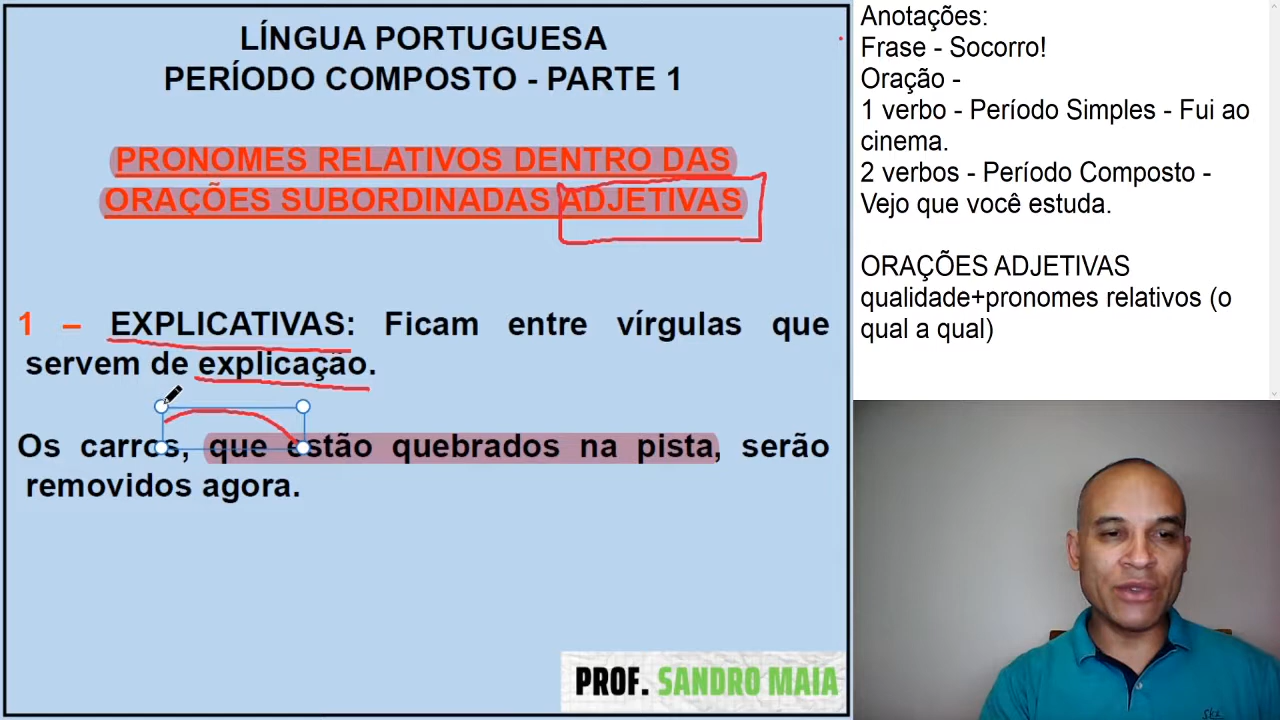 LÍNGUA PORTUGUESA
PERÍODO COMPOSTO - PARTE 1
PRONOMES RELATIVOS DENTRO DAS
ORAÇÕES SUBORDINADAS ADJETIVAS
1 – EXPLICATIVAS: Ficam entre vírgulas que
servem de explicação.
Os carros, que estão quebrados na pista, serão
removidos agora.
PROF. SANDRO MAIA
Anotações:
Frase - Socorro!
Oração -
1 verbo - Período Simples - Fui ao
cinema.
2 verbos - Período Composto -
Vejo que você estuda.
ORAÇÕES ADJETIVAS
qualidade+pronomes relativos (o
qual a qual)